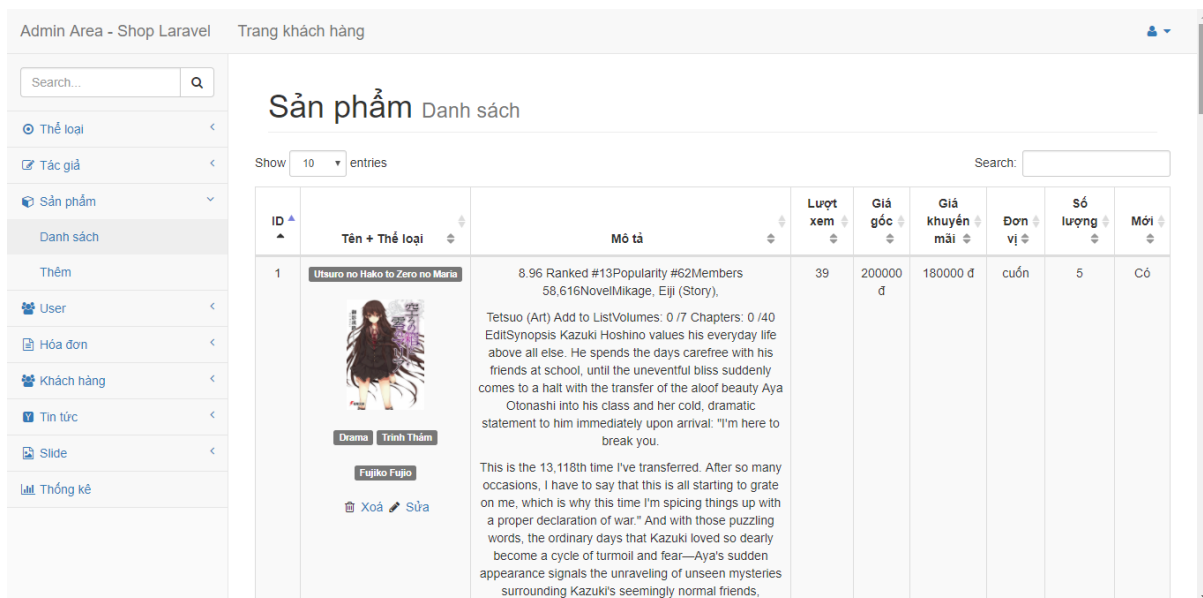 Admin Area - Shop Laravel Trang khách hàng
Search...
Thể loại
Tác giả
Sản phẩm
Danh sách
Thêm
User
Hóa đơn
Khách hàng
Tin tức
Slide
Thống kê
Sản phẩm Danh sách
Show 10 entries
Search:
ID
Tên + Thể loại
Mô tả
Lượt
xem
Giá
gốc
Giá
khuyến
mãi
Đơn
vị
Số
lượng
Mới
1
Utsuro no Hako to Zero no Maria
Drama Trinh Thám
Fujiko Fujio
Xoá Sửa
8.96 Ranked #13Popularity #62Members
58,616NovelMikage, Eiji (Story),
Tetsuo (Art) Add to ListVolumes: 0 /7 Chapters: 0 /40
EditSynopsis Kazuki Hoshino values his everyday life
above all else. He spends the days carefree with his
friends at school, until the uneventful bliss suddenly
comes to a halt with the transfer of the aloof beauty Aya
Otonashi into his class and her cold, dramatic
statement to him immediately upon arrival: "I'm here to
break you.
This is the 13,118th time I've transferred. After so many
occasions, I have to say that this is all starting to grate
on me, which is why this time I'm spicing things up with
a proper declaration of war." And with those puzzling
words, the ordinary days that Kazuki loved so dearly
become a cycle of turmoil and fear—Aya's sudden
appearance signals the unraveling of unseen mysteries
surrounding Kazuki's seemingly normal friends,
39
200000
đ
180000 đ
cuốn
5
Có